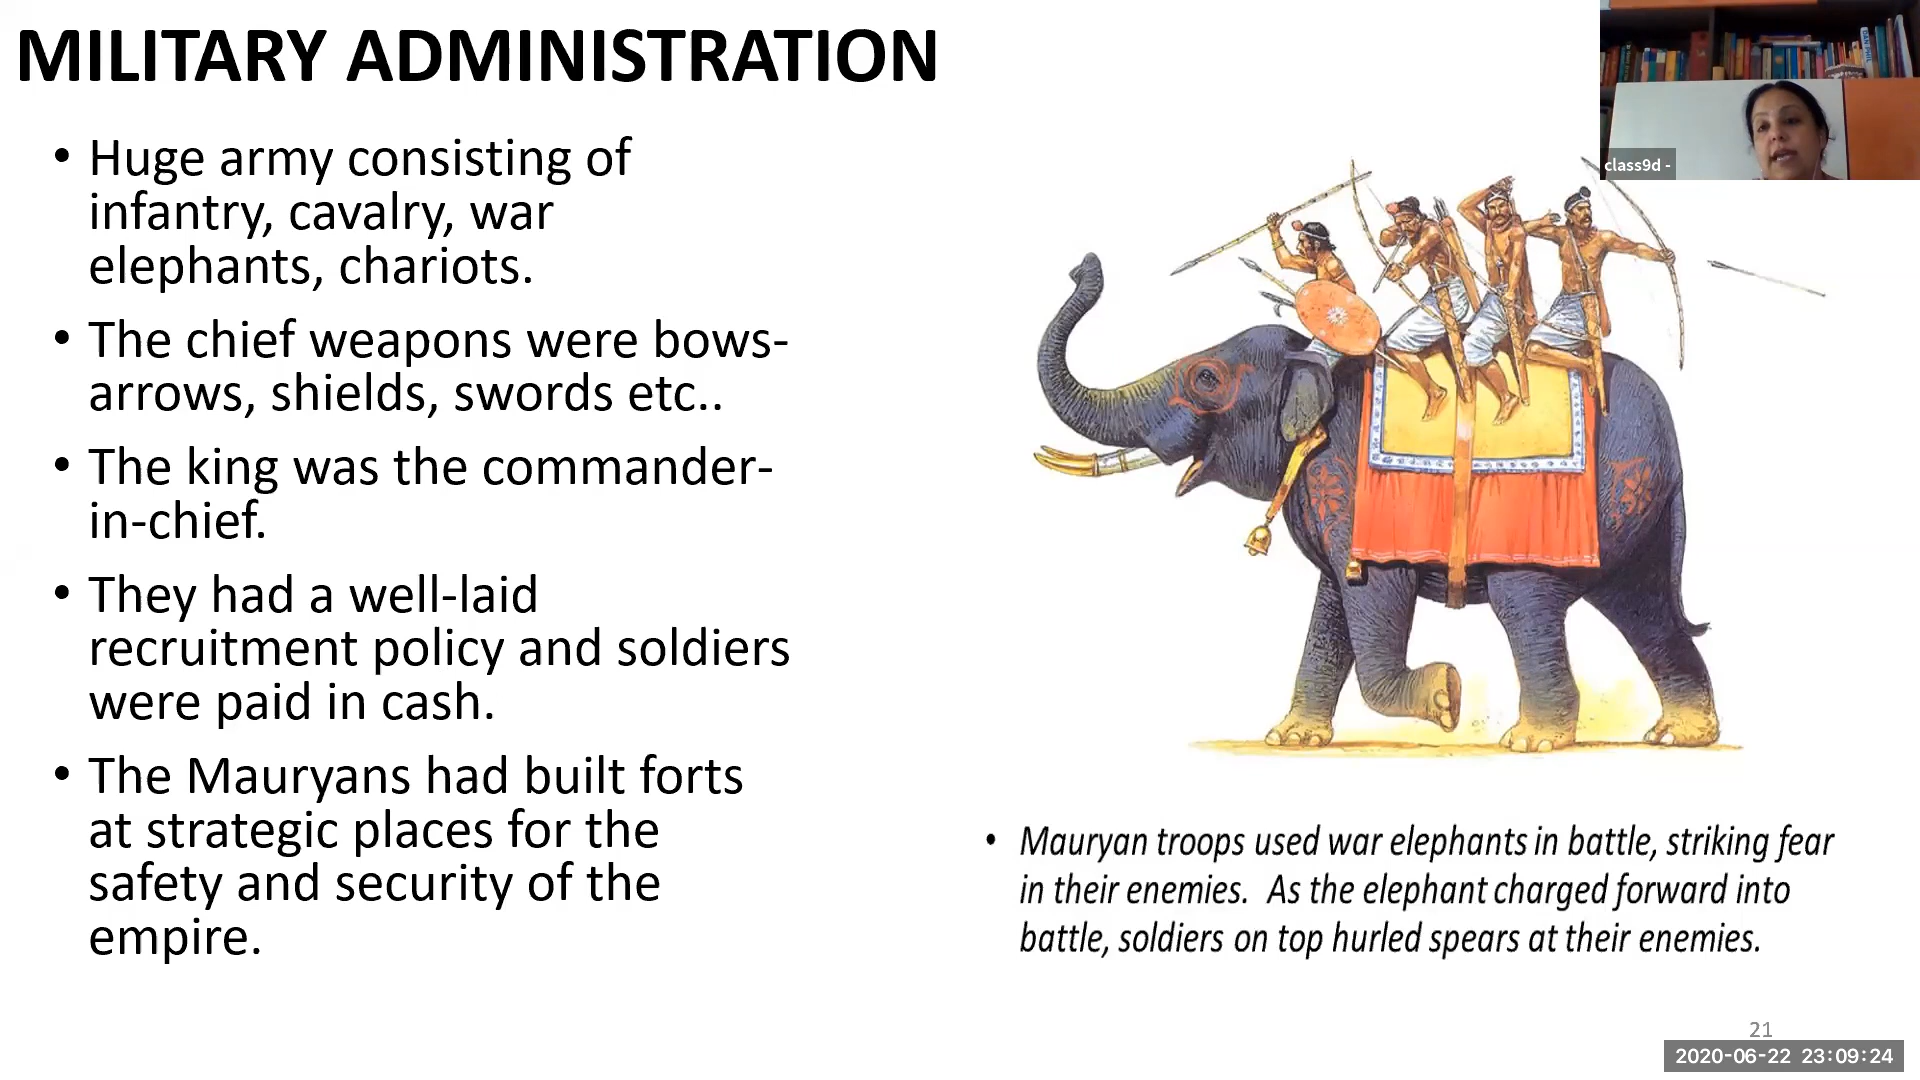 MILITARY ADMINISTRATION
• Huge army consisting of
infantry, cavalry, war
elephants, chariots.
• The chief weapons were bows-
arrows, shields, swords etc..
• The king was the commander-
in-chief.
• They had a well-laid
recruitment policy and soldiers
were paid in cash.
• The Mauryans had built forts
at strategic places for the
safety and security of the
empire.
class9d -
• Mauryan troops used war elephants in battle, striking fear
in their enemies.  As the elephant charged forward into
battle, soldiers on top hurled spears at their enemies.
21
2020-06-22 23:09:24